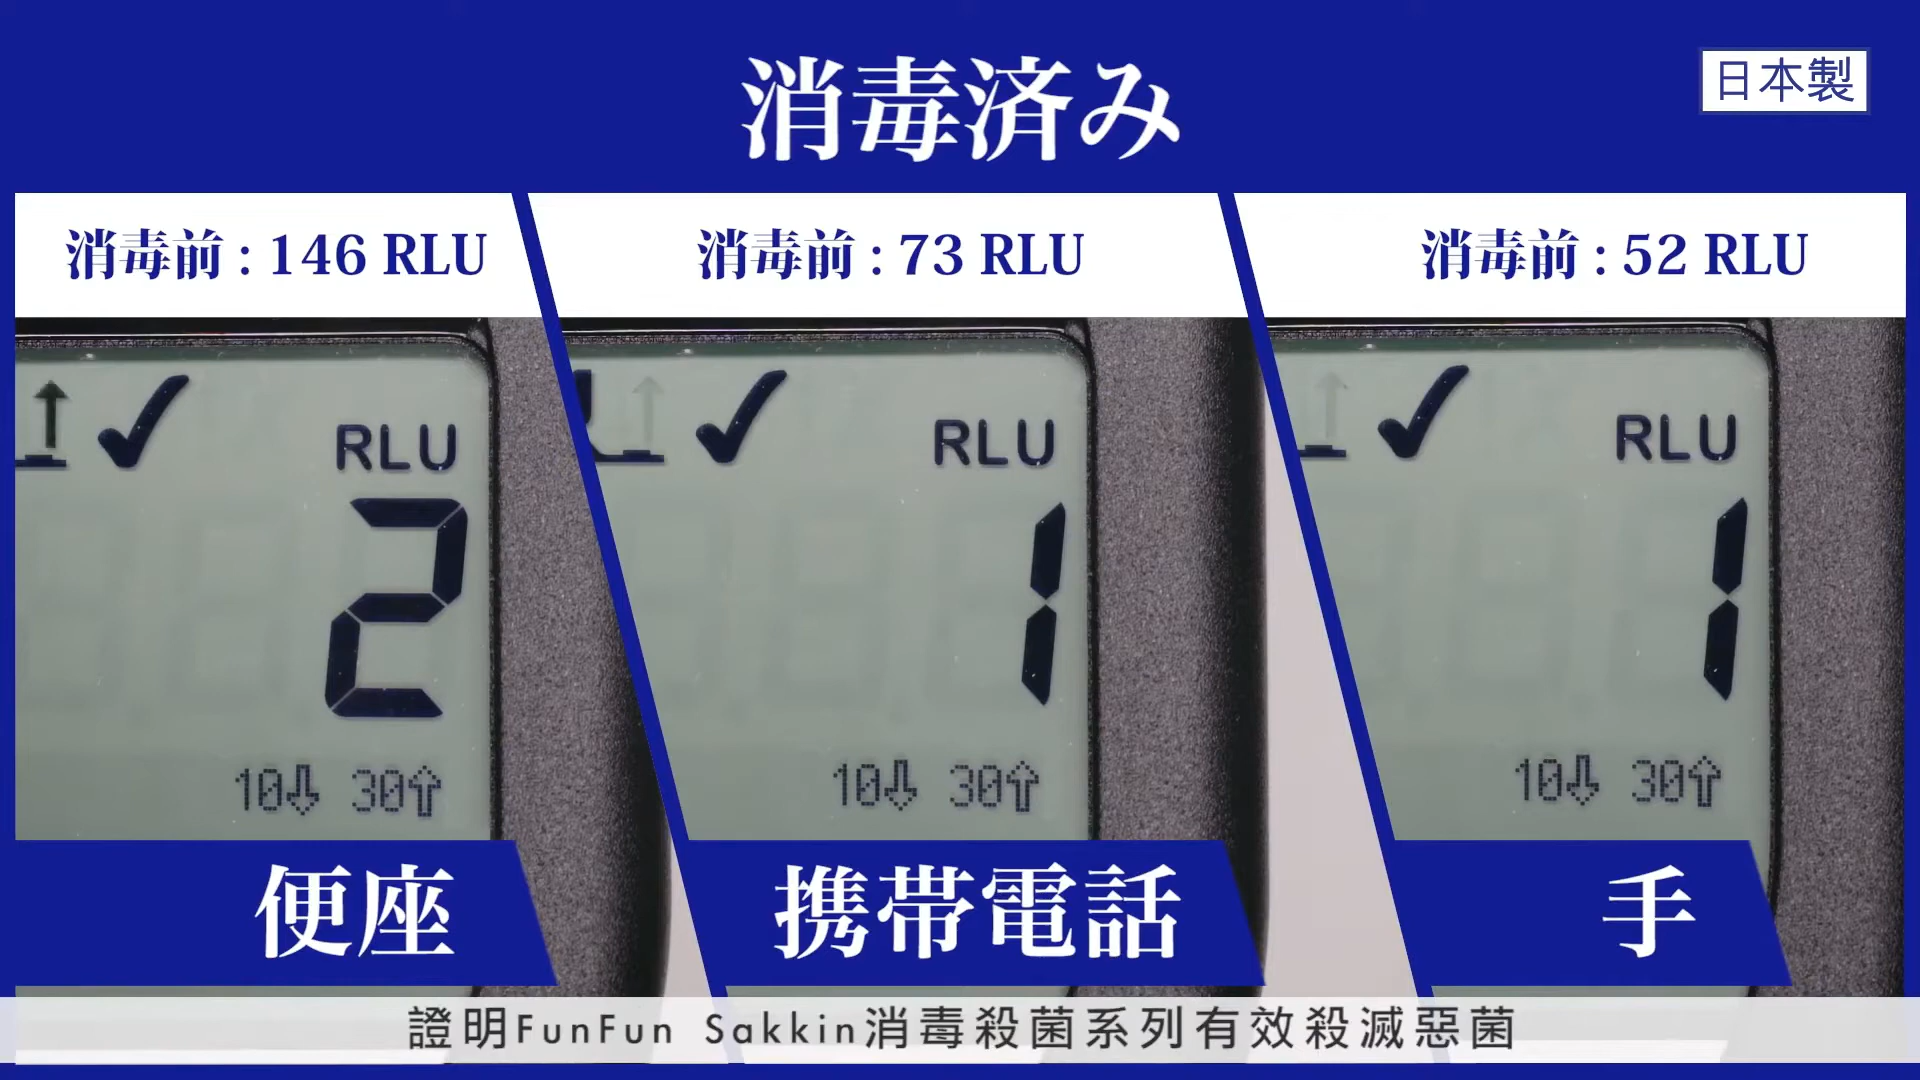 消毒済み
日本製
消毒前 : 146 RLU
消毒前 : 73 RLU
消毒前 : 52 RLU
RLU
2
10⇩ 30⇧
RLU
1
10⇩ 30⇧
RLU
1
10⇩ 30⇧
便座
携帯電話
手
證明FunFun Sakkin消毒殺菌系列有效殺滅惡菌